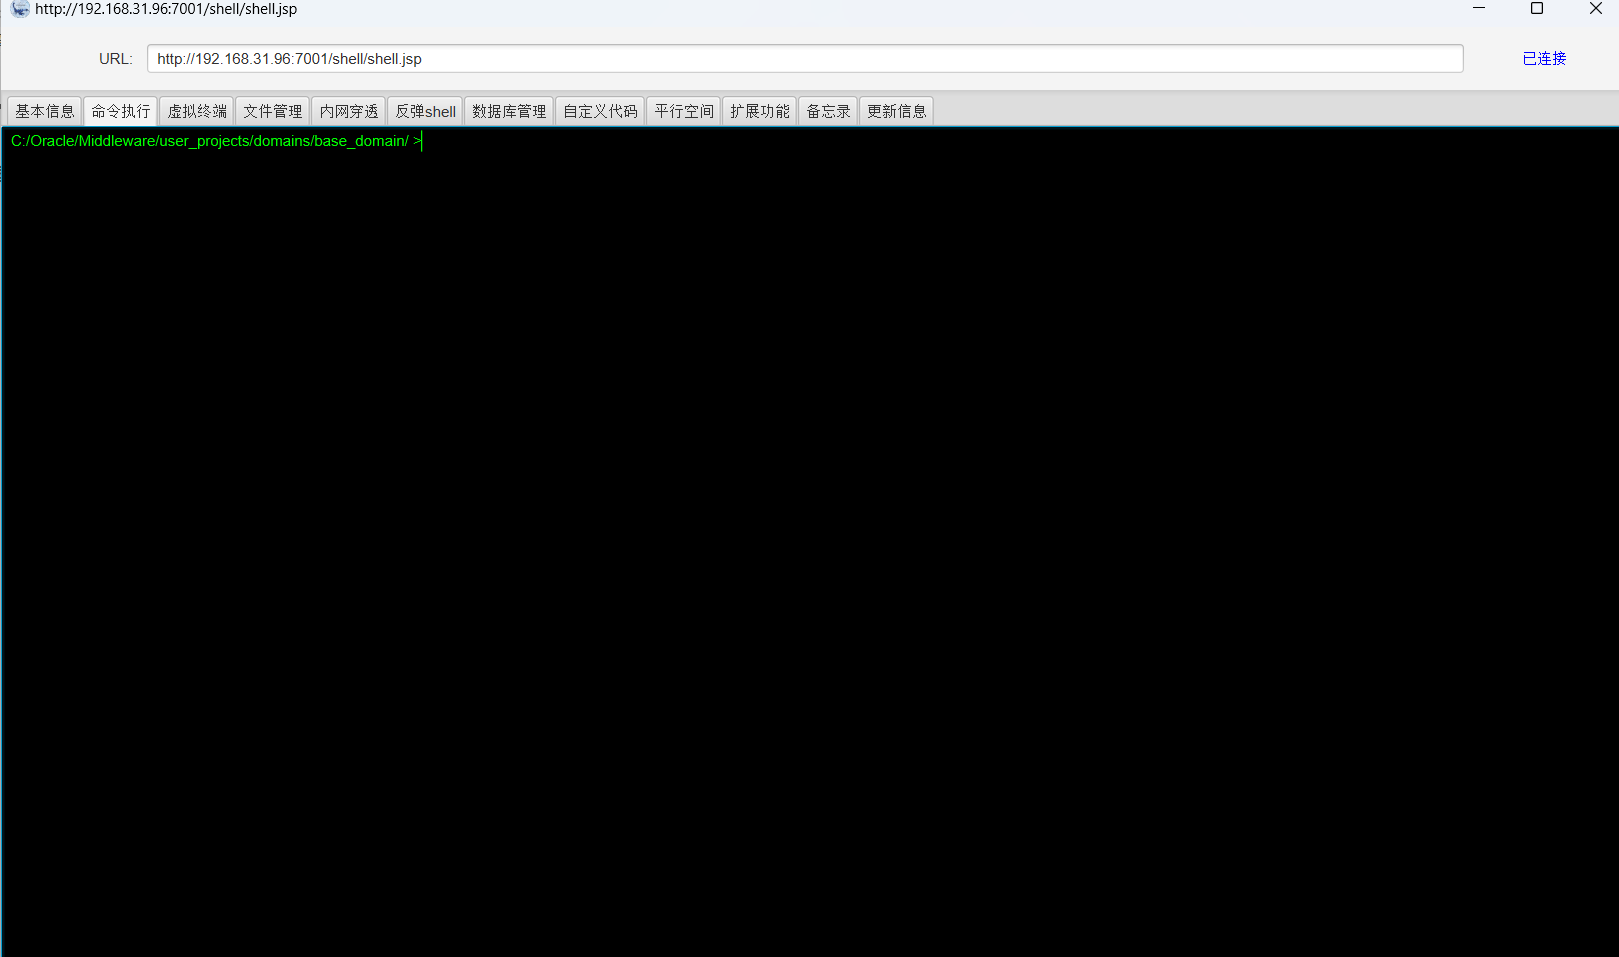 http://192.168.31.96:7001/shell/shell.jsp
URL: http://192.168.31.96:7001/shell/shell.jsp 已连接
基本信息 命令执行 虚拟终端 文件管理 内网穿透 反弹shell 数据库管理 自定义代码 平行空间 扩展功能 备忘录 更新信息
C:/Oracle/Middleware/user_projects/domains/base_domain/ >